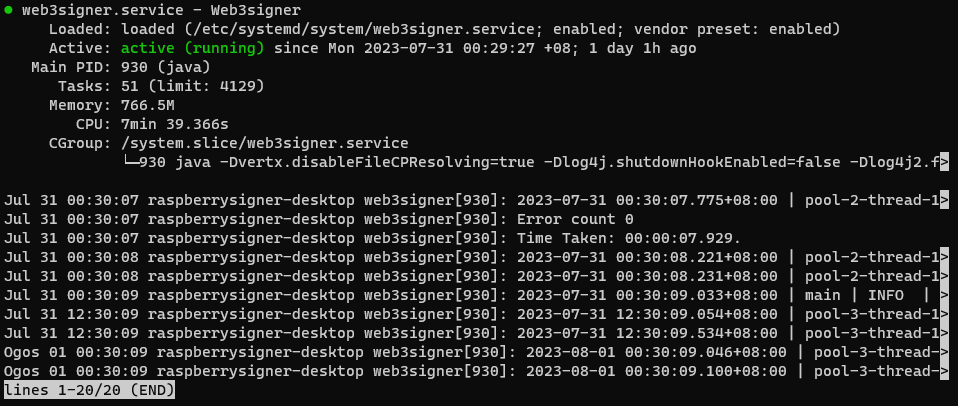 ● web3signer.service - Web3signer
Loaded: loaded (/etc/systemd/system/web3signer.service; enabled; vendor preset: enabled)
Active: active (running) since Mon 2023-07-31 00:29:27 +08; 1 day 1h ago
Main PID: 930 (java)
Tasks: 51 (limit: 4129)
Memory: 766.5M
CPU: 7min 39.366s
CGroup: /system.slice/web3signer.service
└─930 java -Dvertx.disableFileCPResolving=true -Dlog4j.shutdownHookEnabled=false -Dlog4j2.f>
Jul 31 00:30:07 raspberrysigner-desktop web3signer[930]: 2023-07-31 00:30:07.775+08:00 | pool-2-thread-1>
Jul 31 00:30:07 raspberrysigner-desktop web3signer[930]: Error count 0
Jul 31 00:30:07 raspberrysigner-desktop web3signer[930]: Time Taken: 00:00:07.929.
Jul 31 00:30:08 raspberrysigner-desktop web3signer[930]: 2023-07-31 00:30:08.221+08:00 | pool-2-thread-1>
Jul 31 00:30:08 raspberrysigner-desktop web3signer[930]: 2023-07-31 00:30:08.231+08:00 | pool-2-thread-1>
Jul 31 00:30:09 raspberrysigner-desktop web3signer[930]: 2023-07-31 00:30:09.033+08:00 | main | INFO  | >
Jul 31 12:30:09 raspberrysigner-desktop web3signer[930]: 2023-07-31 12:30:09.054+08:00 | pool-3-thread-1>
Jul 31 12:30:09 raspberrysigner-desktop web3signer[930]: 2023-07-31 12:30:09.534+08:00 | pool-3-thread-1>
Ogos 01 00:30:09 raspberrysigner-desktop web3signer[930]: 2023-08-01 00:30:09.046+08:00 | pool-3-thread->
Ogos 01 00:30:09 raspberrysigner-desktop web3signer[930]: 2023-08-01 00:30:09.100+08:00 | pool-3-thread->
lines 1-20/20 (END)